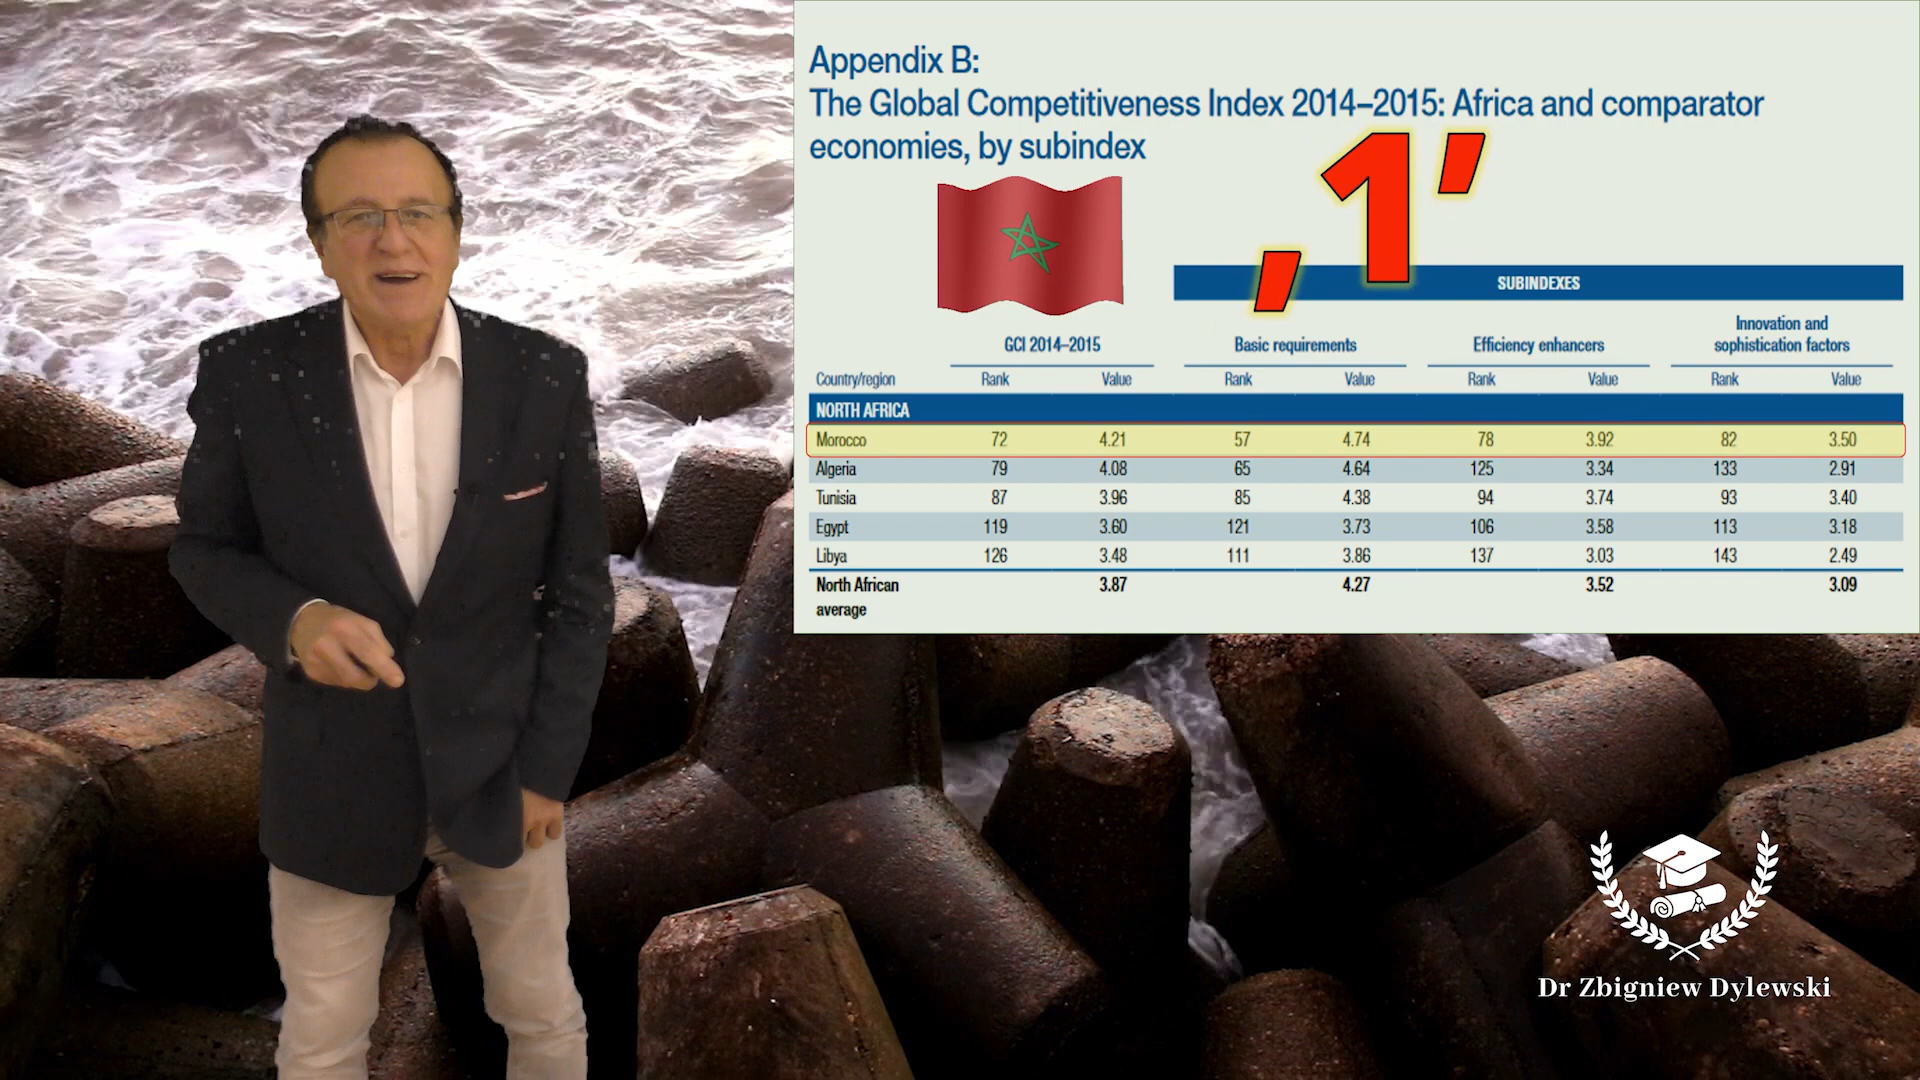 Appendix B:
The Global Competitiveness Index 2014–2015: Africa and comparator
economies, by subindex
,1’
SUBINDEXES
GCI 2014–2015 Basic requirements Efficiency enhancers Innovation and sophistication factors
Country/region Rank Value Rank Value Rank Value Rank Value
NORTH AFRICA
Morocco 72 4.21 57 4.74 78 3.92 82 3.50
Algeria 79 4.08 65 4.64 125 3.34 133 2.91
Tunisia 87 3.96 85 4.38 94 3.74 93 3.40
Egypt 119 3.60 121 3.73 106 3.58 113 3.18
Libya 126 3.48 111 3.86 137 3.03 143 2.49
North African 3.87 4.27 3.52 3.09
average
Dr Zbigniew Dylewski